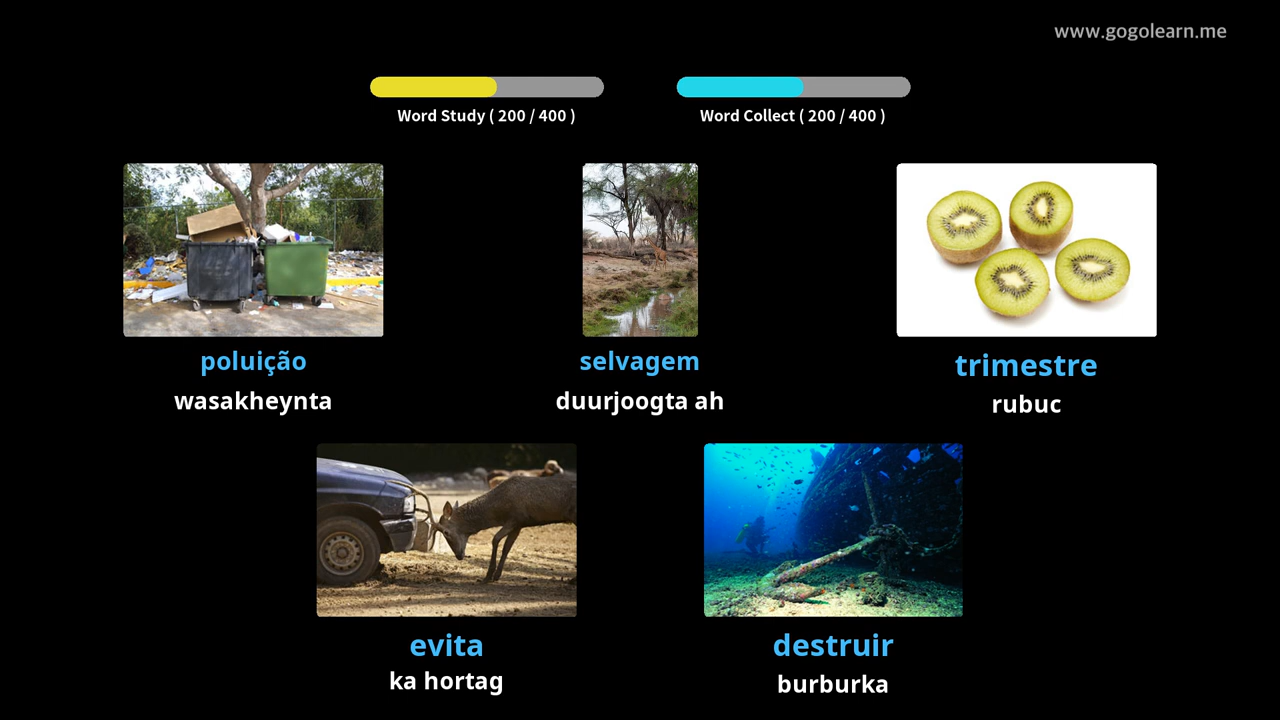 www.gogolearn.me
Word Study ( 200 / 400 )
Word Collect ( 200 / 400 )
poluição
wasakheynta
selvagem
duurjoogta ah
trimestre
rubuc
evita
ka hortag
destruir
burburka